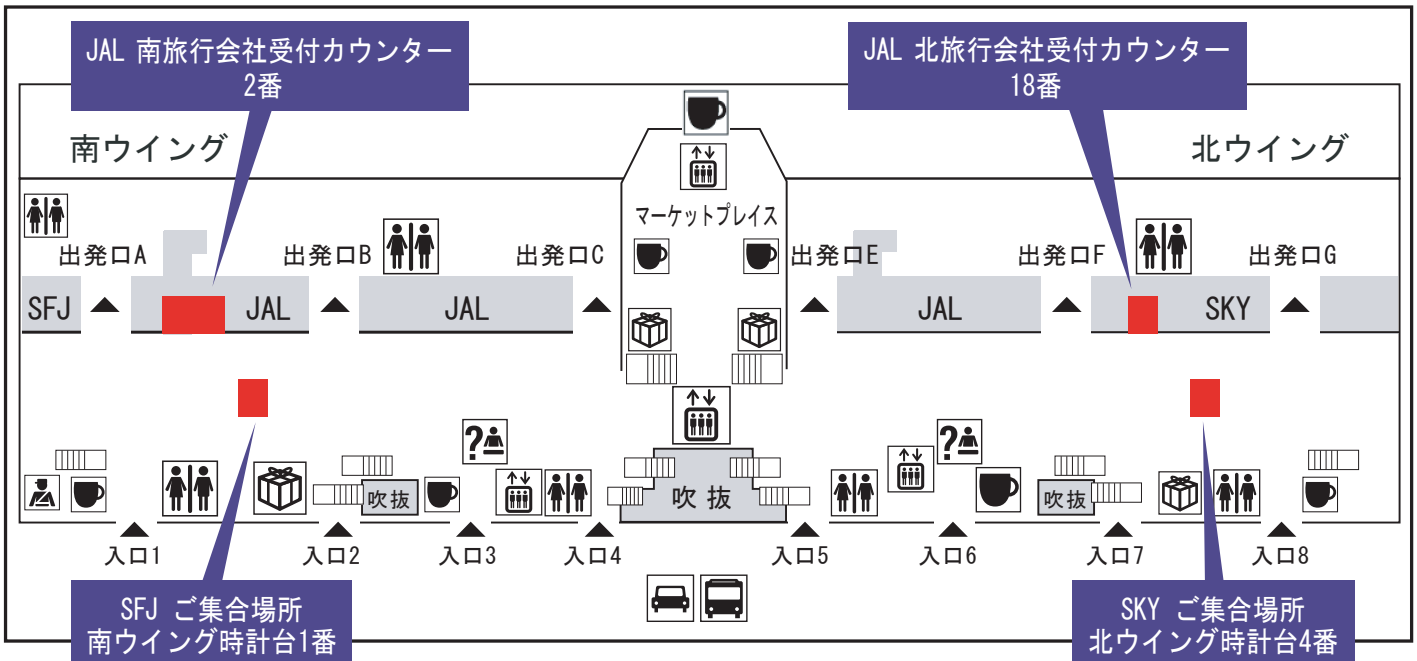 JAL 南旅行会社受付カウンター
2番
JAL 北旅行会社受付カウンター
18番
南ウイング
北ウイング
マーケットプレイス
出発口A
出発口B
出発口C
出発口E
出発口F
出発口G
SFJ
JAL
JAL
JAL
SKY
?
?
吹抜
吹抜
吹抜
入口1
入口2
入口3
入口4
入口5
入口6
入口7
入口8
SFJ ご集合場所
南ウイング時計台1番
SKY ご集合場所
北ウイング時計台4番